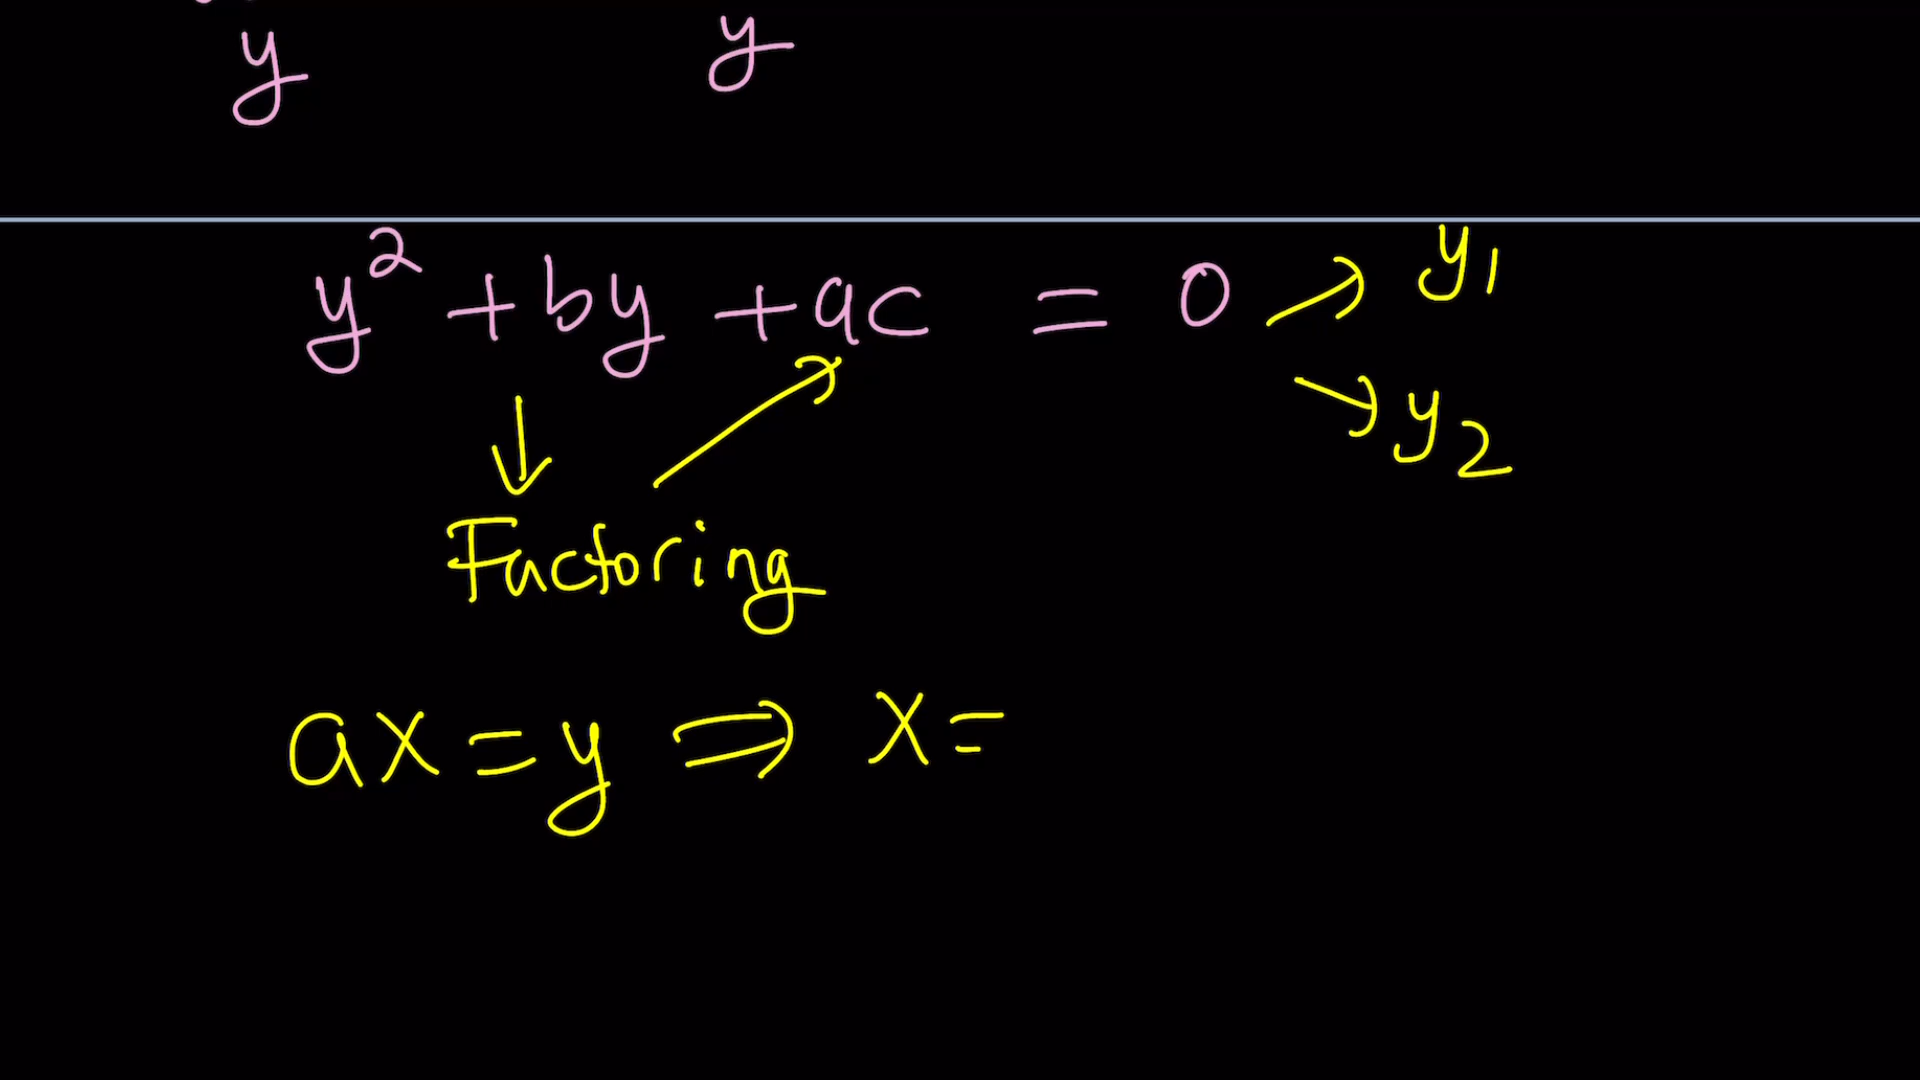 y y
y² + by + ac = 0 → y₁
→ y₂
↓ ↗
Factoring
ax = y ⇒ x =